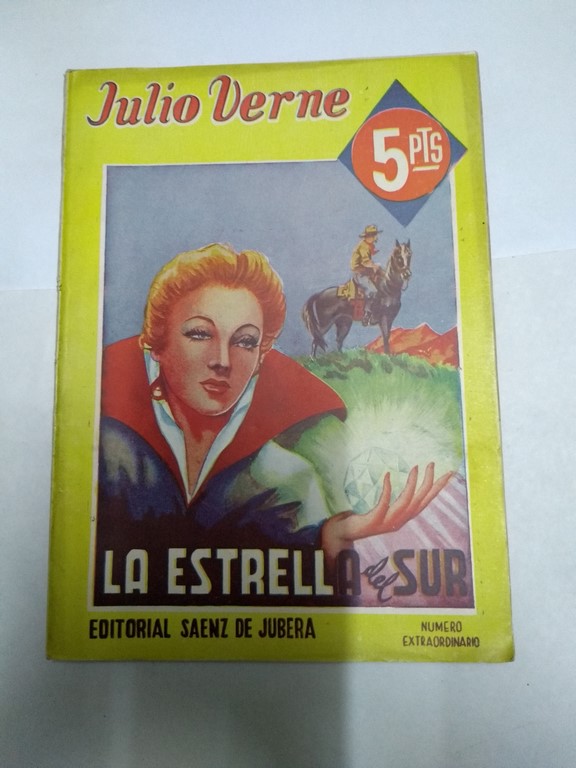 Julio Verne
5 PTS
LA ESTRELLA del SUR
EDITORIAL SAENZ DE JUBERA
NUMERO
EXTRAORDINARIO